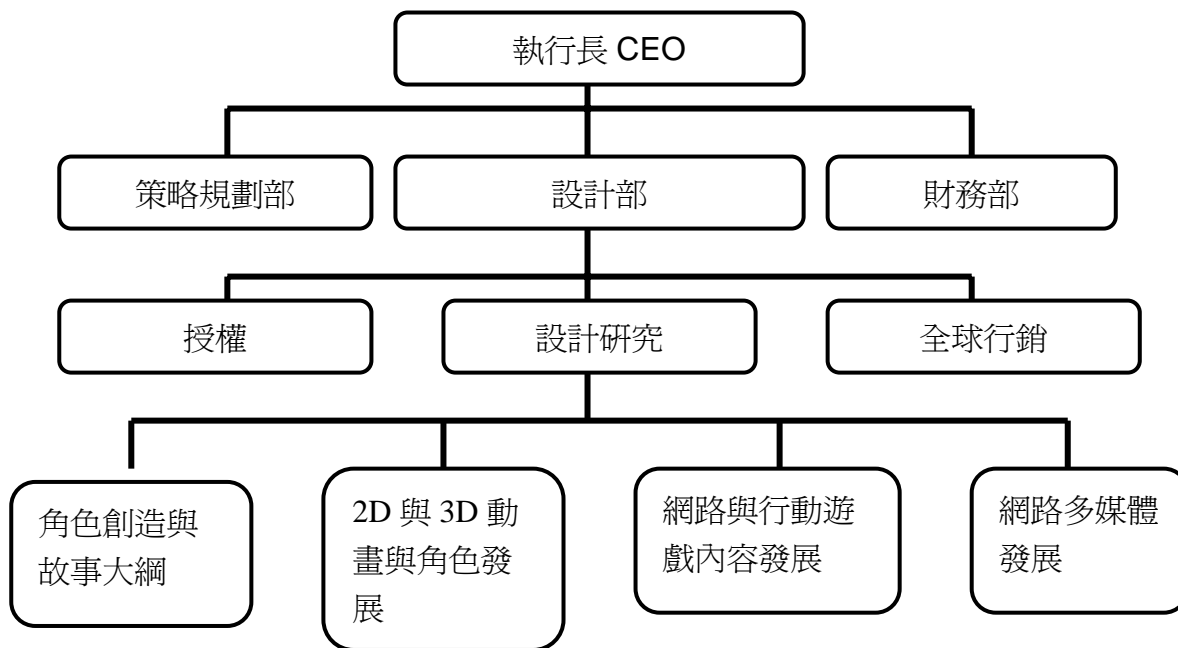 執行長 CEO
策略規劃部
設計部
財務部
授權
設計研究
全球行銷
角色創造與
故事大綱
2D 與 3D 動
畫與角色發
展
網路與行動遊
戲內容發展
網路多媒體
發展